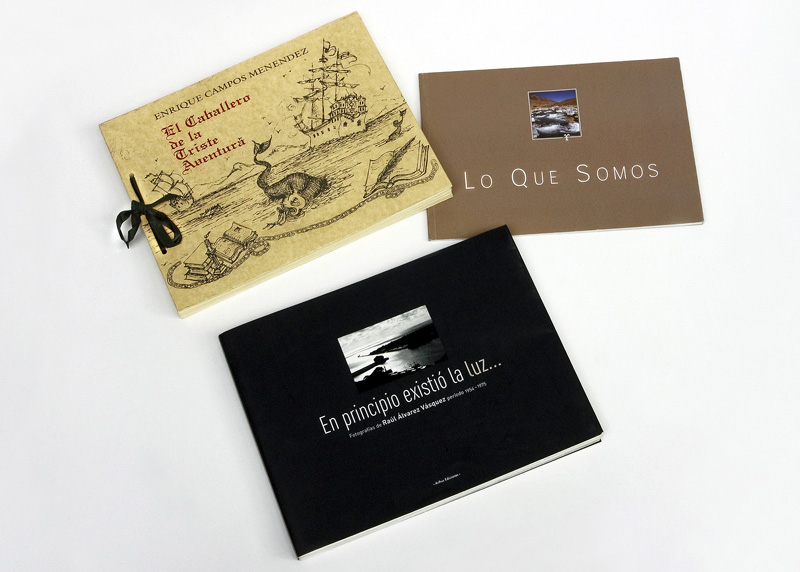 ENRIQUE CAMPOS MENENDEZ
El Caballero
de la
Triste
Aventura
LO QUE SOMOS
En principio existió la luz...
Fotografías de Raúl Álvarez Vásquez período 1954 - 1975